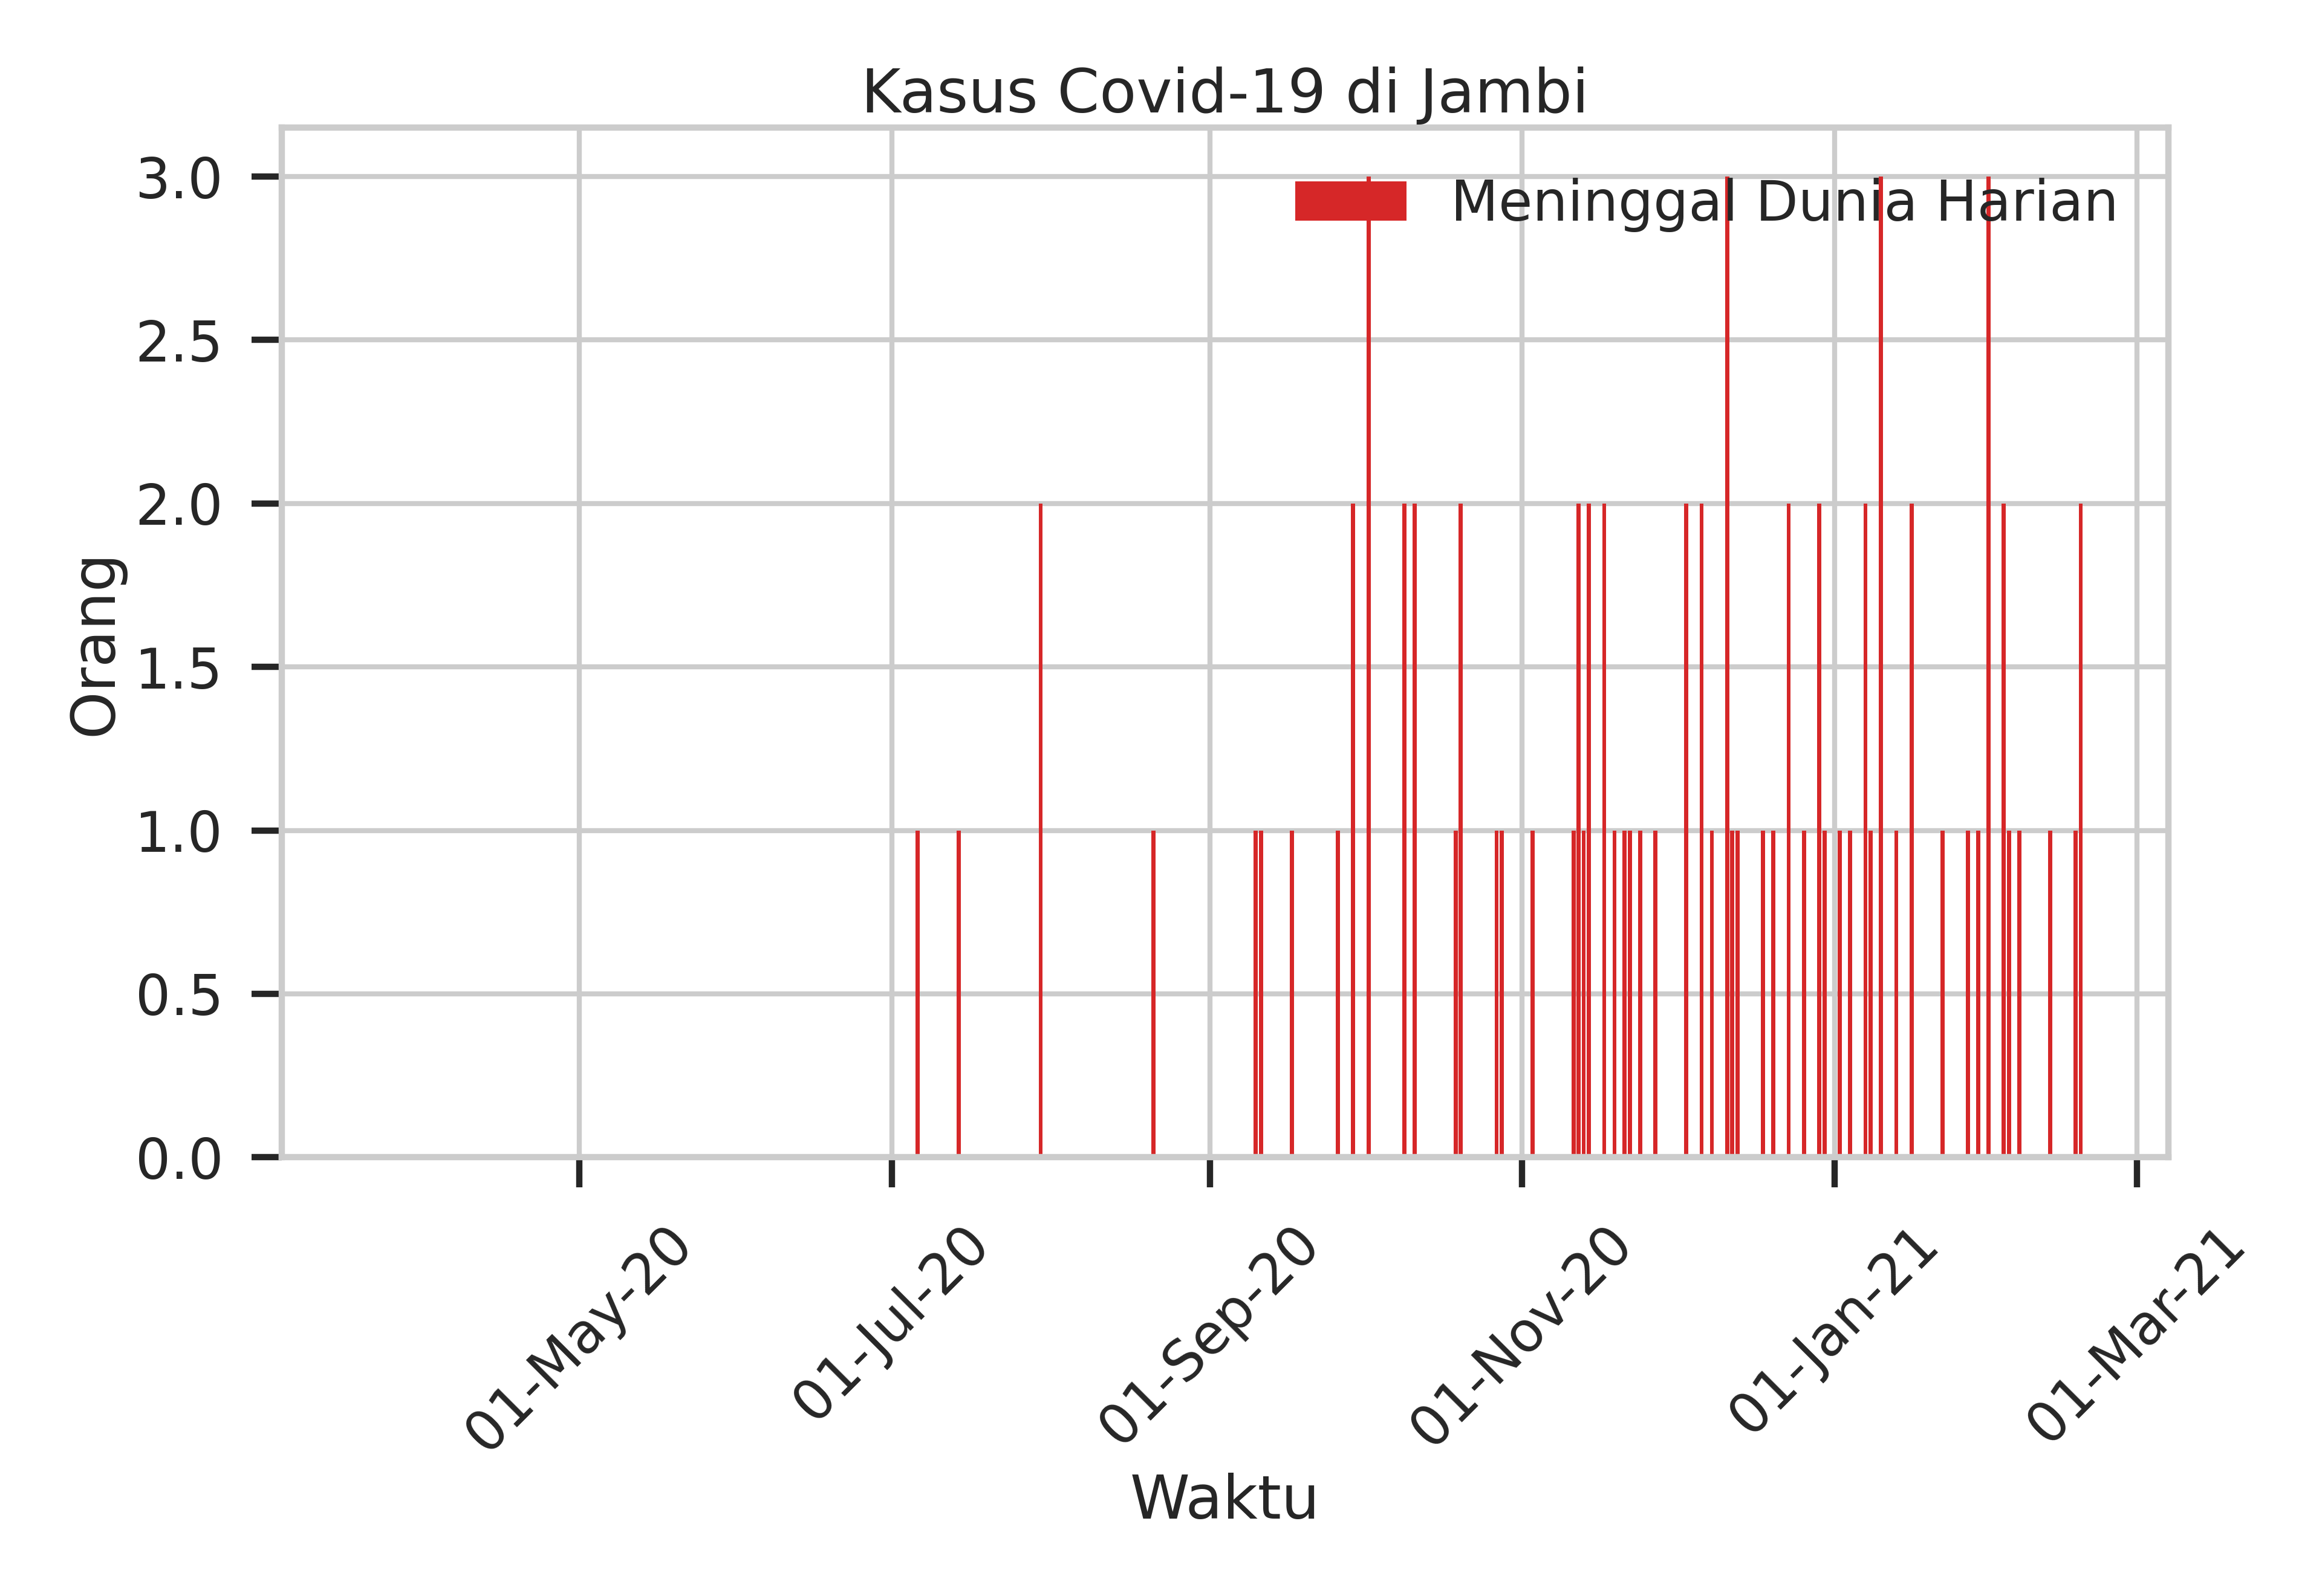 Kasus Covid-19 di Jambi
Meninggal Dunia Harian
3.0
2.5
2.0
1.5
1.0
0.5
0.0
Orang
01-May-20
01-Jul-20
01-Sep-20
01-Nov-20
01-Jan-21
01-Mar-21
Waktu